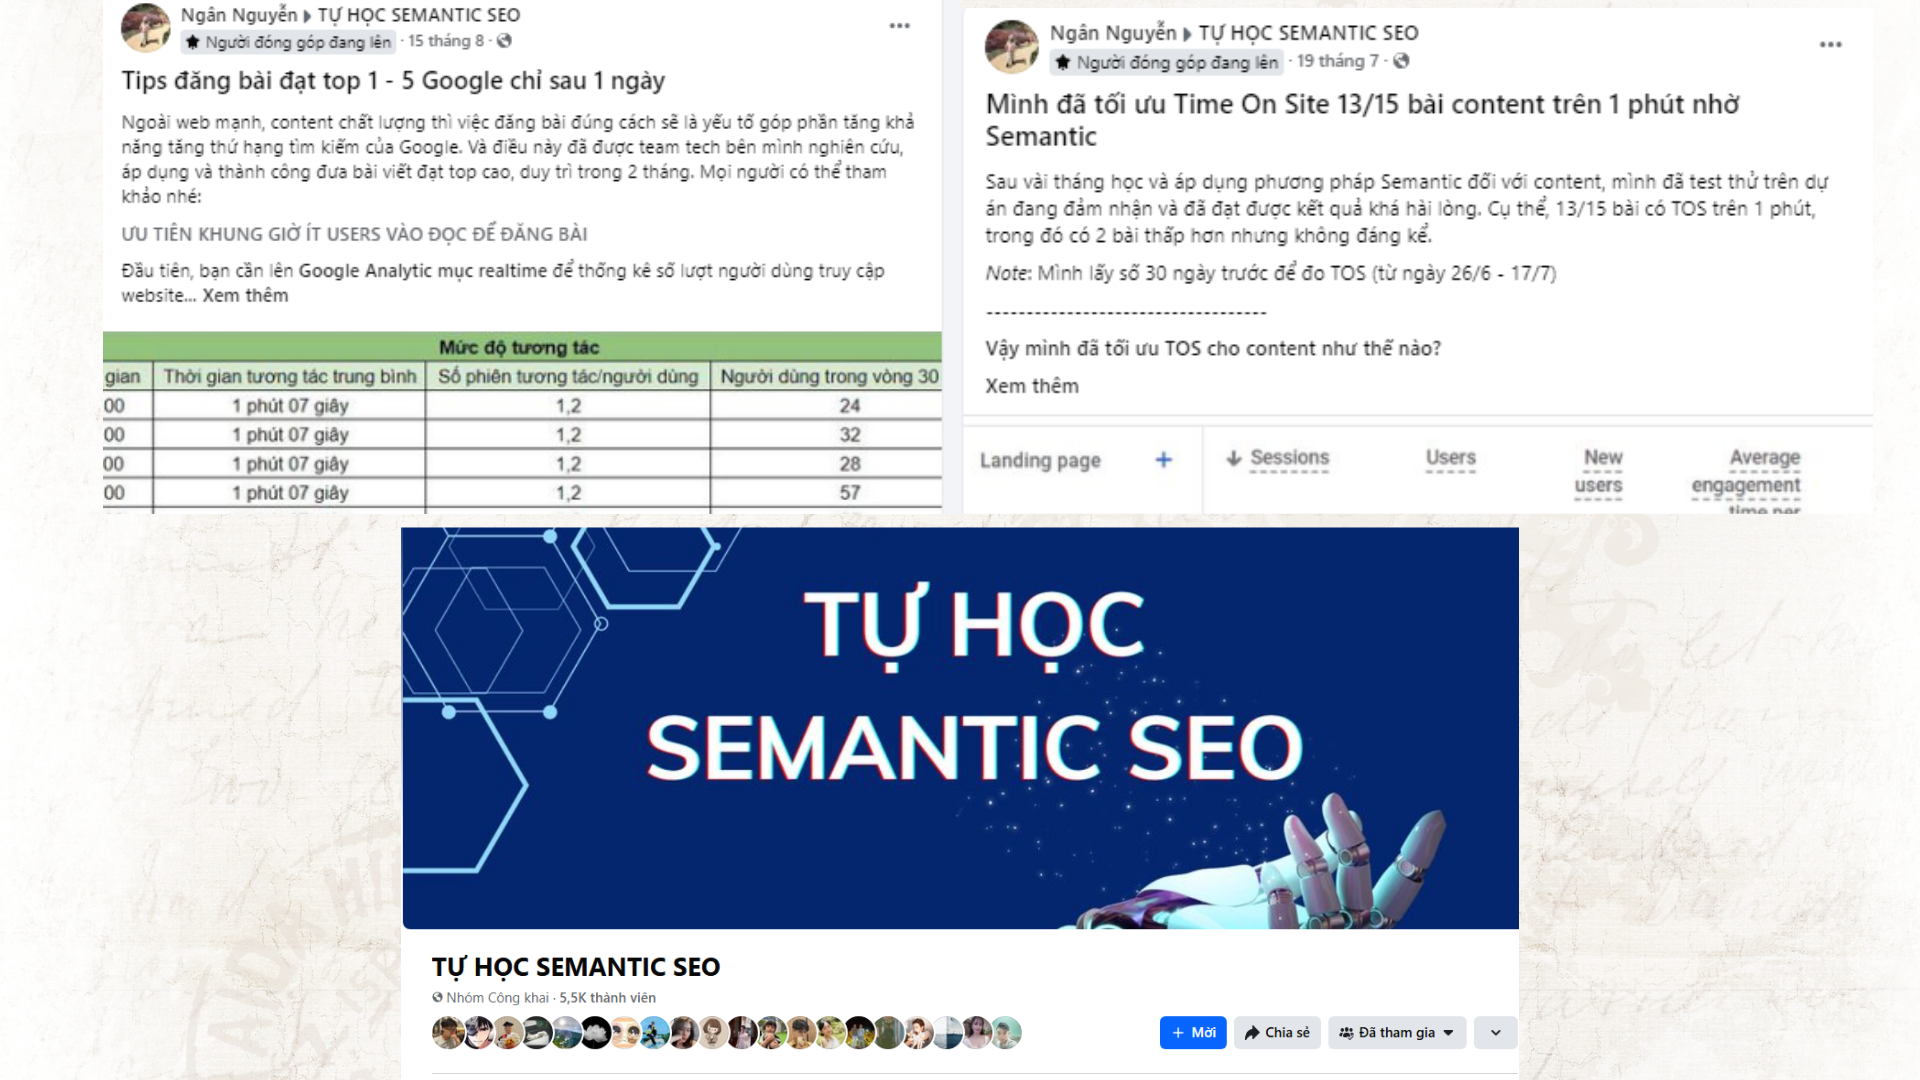 Ngân Nguyễn TỰ HỌC SEMANTIC SEO
Người đóng góp đang lên · 15 tháng 8 ·
Tips đăng bài đạt top 1 - 5 Google chỉ sau 1 ngày
Ngoài web mạnh, content chất lượng thì việc đăng bài đúng cách sẽ là yếu tố góp phần tăng khả
năng tăng thứ hạng tìm kiếm của Google. Và điều này đã được team tech bên mình nghiên cứu,
áp dụng và thành công đưa bài viết đạt top cao, duy trì trong 2 tháng. Mọi người có thể tham
khảo nhé:
ƯU TIÊN KHUNG GIỜ ÍT USERS VÀO ĐỌC ĐỂ ĐĂNG BÀI
Đầu tiên, bạn cần lên Google Analytic mục realtime để thống kê số lượt người dùng truy cập
website... Xem thêm
Mức độ tương tác
gian Thời gian tương tác trung bình Số phiên tương tác/người dùng Người dùng trong vòng 30
00 1 phút 07 giây 1,2 24
00 1 phút 07 giây 1,2 32
00 1 phút 07 giây 1,2 28
00 1 phút 07 giây 1,2 57
Ngân Nguyễn TỰ HỌC SEMANTIC SEO
Người đóng góp đang lên · 19 tháng 7 ·
Mình đã tối ưu Time On Site 13/15 bài content trên 1 phút nhờ
Semantic
Sau vài tháng học và áp dụng phương pháp Semantic đối với content, mình đã test thử trên dự
án đang đảm nhận và đã đạt được kết quả khá hài lòng. Cụ thể, 13/15 bài có TOS trên 1 phút,
trong đó có 2 bài thấp hơn nhưng không đáng kể.
Note: Mình lấy số 30 ngày trước để đo TOS (từ ngày 26/6 - 17/7)
-----------------------------------
Vậy mình đã tối ưu TOS cho content như thế nào?
Xem thêm
Landing page + Sessions Users New
users Average
engagement
time per
TỰ HỌC
SEMANTIC SEO
TỰ HỌC SEMANTIC SEO
Nhóm Công khai · 5,5K thành viên
+ Mời Chia sẻ Đã tham gia